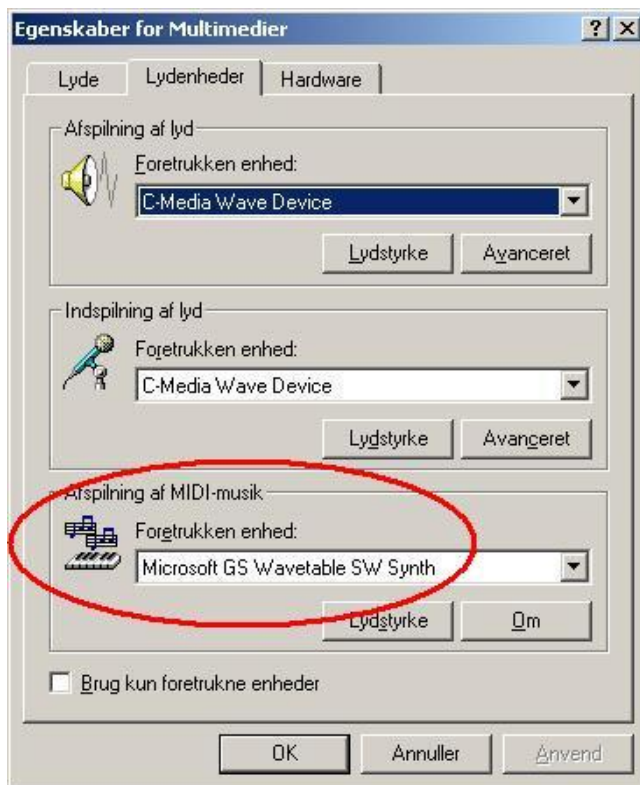 Egenskaber for Multimedier
Lyde Lydenheder Hardware
Afspilning af lyd
Foretrukken enhed:
C-Media Wave Device
Lydstyrke Avanceret
Indspilning af lyd
Foretrukken enhed:
C-Media Wave Device
Lydstyrke Avanceret
Afspilning af MIDI-musik
Foretrukken enhed:
Microsoft GS Wavetable SW Synth
Lydstyrke Om
Brug kun foretrukne enheder
OK Annuller Anvend